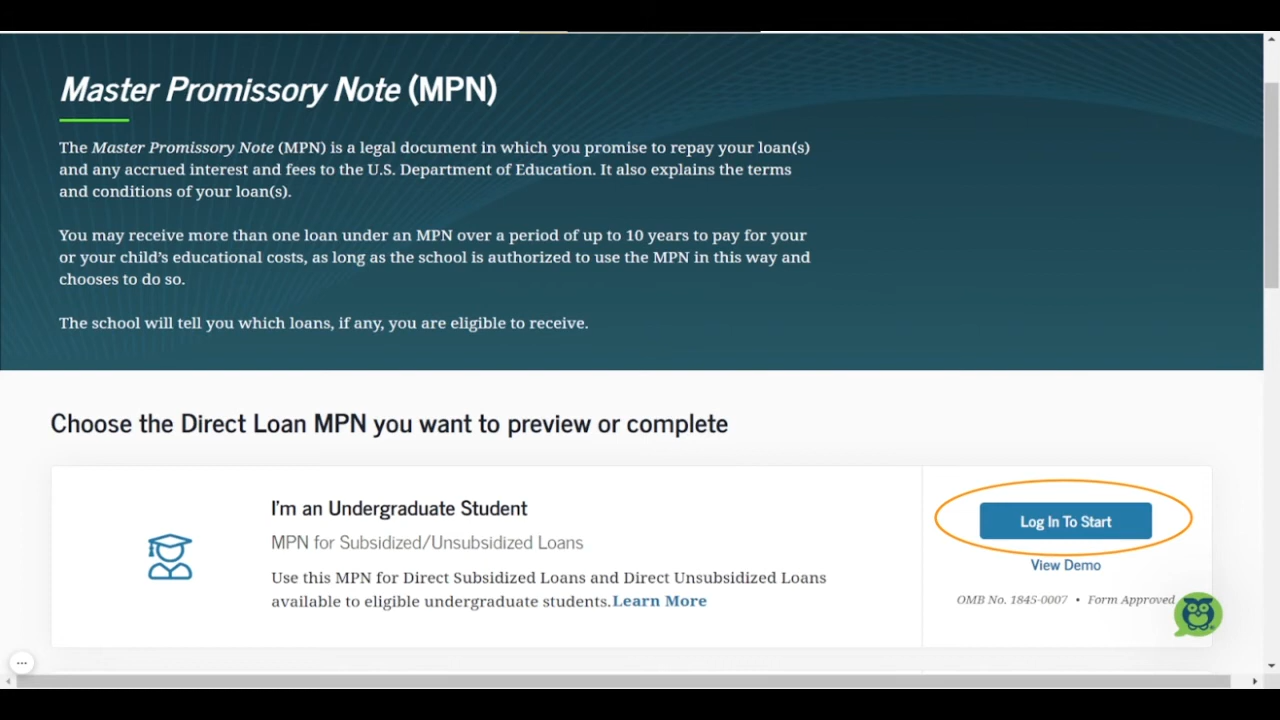 Master Promissory Note (MPN)
The Master Promissory Note (MPN) is a legal document in which you promise to repay your loan(s)
and any accrued interest and fees to the U.S. Department of Education. It also explains the terms
and conditions of your loan(s).
You may receive more than one loan under an MPN over a period of up to 10 years to pay for your
or your child’s educational costs, as long as the school is authorized to use the MPN in this way and
chooses to do so.
The school will tell you which loans, if any, you are eligible to receive.
Choose the Direct Loan MPN you want to preview or complete
I'm an Undergraduate Student
MPN for Subsidized/Unsubsidized Loans
Use this MPN for Direct Subsidized Loans and Direct Unsubsidized Loans
available to eligible undergraduate students.Learn More
Log In To Start
View Demo
OMB No. 1845-0007 • Form Approved
...